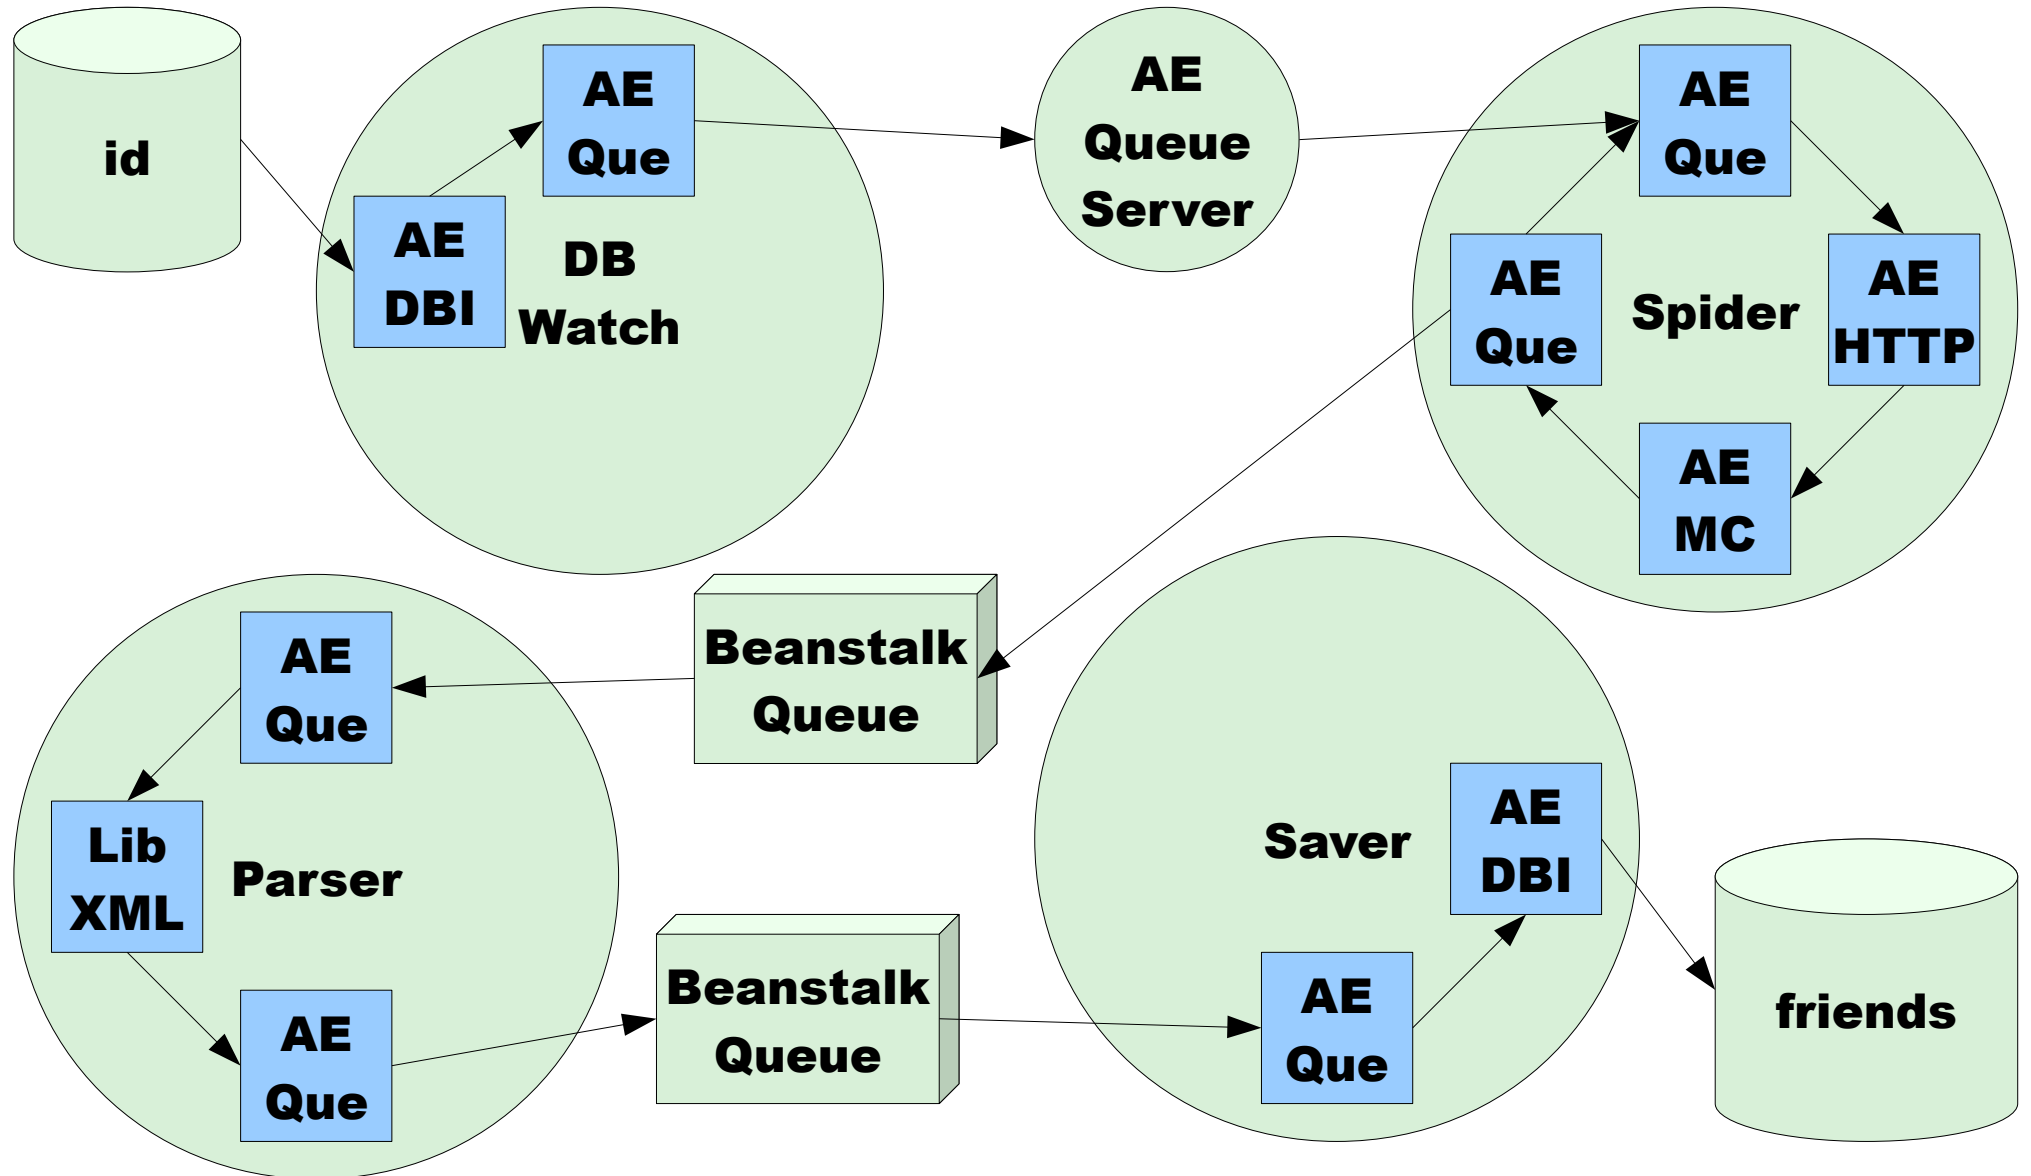 id
AE
Que
AE
DBI
DB
Watch
AE
Queue
Server
AE
Que
AE
Que
Spider
AE
HTTP
AE
MC
AE
Que
Lib
XML
Parser
AE
Que
Beanstalk
Queue
Beanstalk
Queue
Saver
AE
DBI
AE
Que
friends